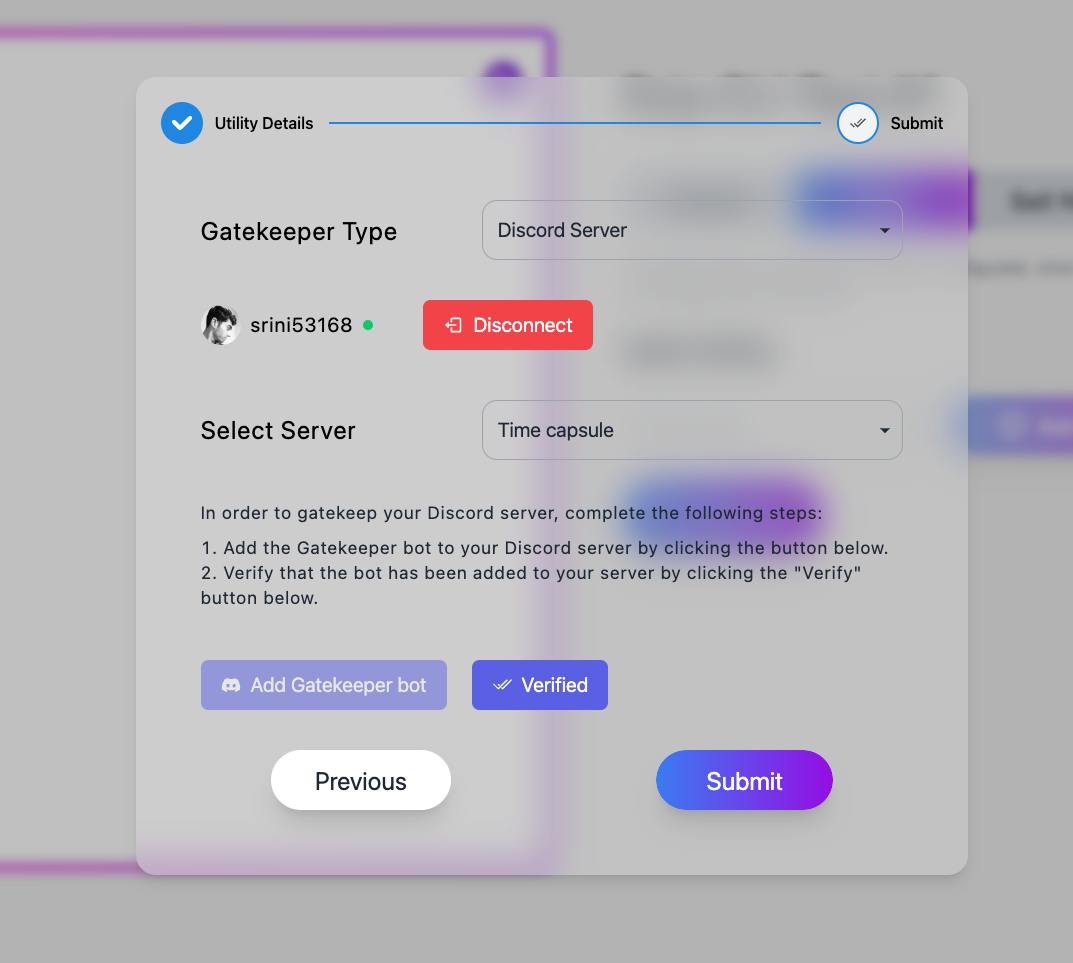 Utility Details
Submit
Gatekeeper Type
Discord Server
srini53168
Disconnect
Select Server
Time capsule
In order to gatekeep your Discord server, complete the following steps:
1. Add the Gatekeeper bot to your Discord server by clicking the button below.
2. Verify that the bot has been added to your server by clicking the "Verify"
button below.
Add Gatekeeper bot
Verified
Previous
Submit